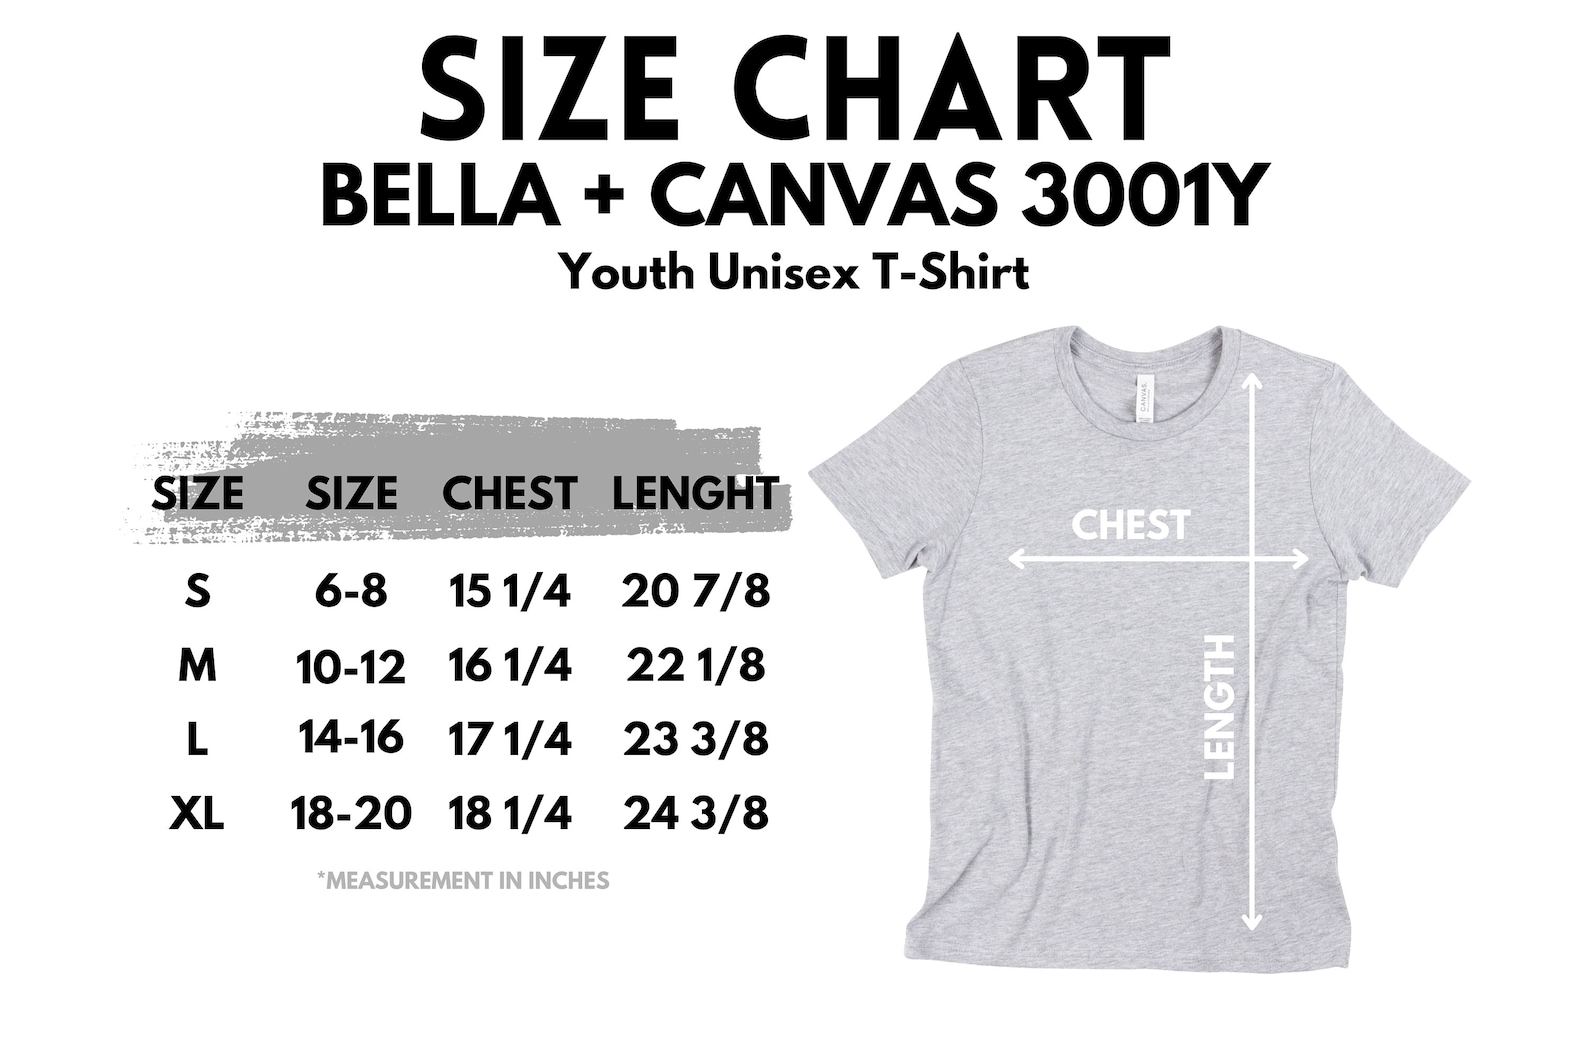 SIZE CHART
BELLA + CANVAS 3001Y
Youth Unisex T-Shirt
SIZE SIZE CHEST LENGHT
S 6-8 15 1/4 20 7/8
M 10-12 16 1/4 22 1/8
L 14-16 17 1/4 23 3/8
XL 18-20 18 1/4 24 3/8
*MEASUREMENT IN INCHES
CANVAS.
CHEST
LENGTH